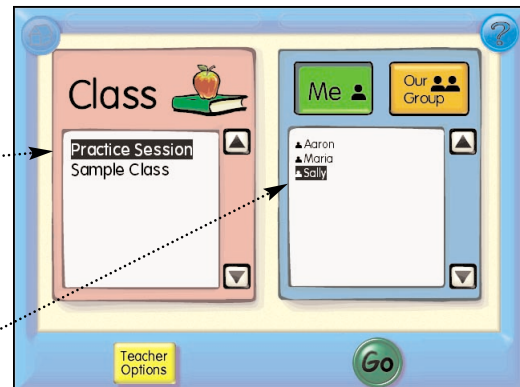 ?
Class
Me
Our
Group
Practice Session
Sample Class
Aaron
Maria
Sally
Teacher
Options
Go